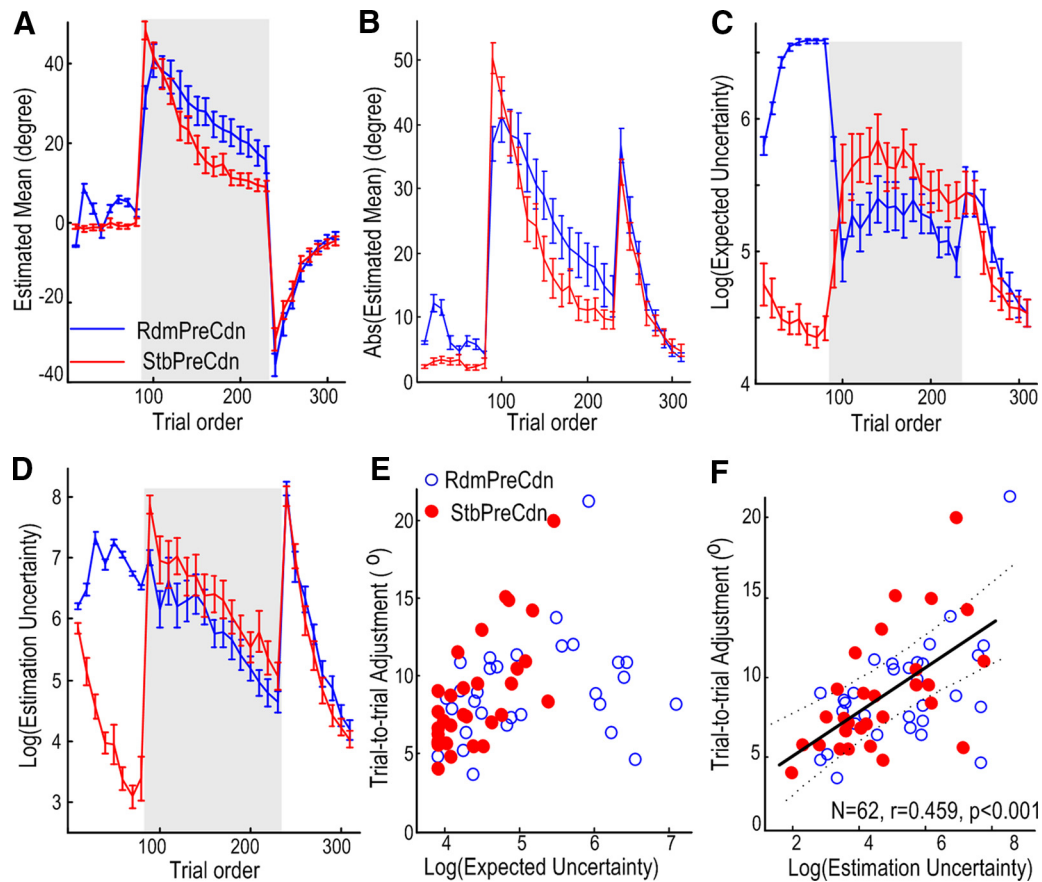 A
Estimated Mean (degree)
40
20
0
-20
-40
RdmPreCdn
StbPreCdn
100 200 300
Trial order
B
Abs(Estimated Mean) (degree)
50
40
30
20
10
0
100 200 300
Trial order
C
Log(Expected Uncertainty)
6
5
4
100 200 300
Trial order
D
Log(Estimation Uncertainty)
8
7
6
5
4
3
100 200 300
Trial order
E
RdmPreCdn
StbPreCdn
Trial-to-trial Adjustment ( º)
20
15
10
5
0
4 5 6 7
Log(Expected Uncertainty)
F
Trial-to-trial Adjustment (º)
20
15
10
5
0
N=62, r=0.459, p<0.001
2 4 6 8
Log(Estimation Uncertainty)